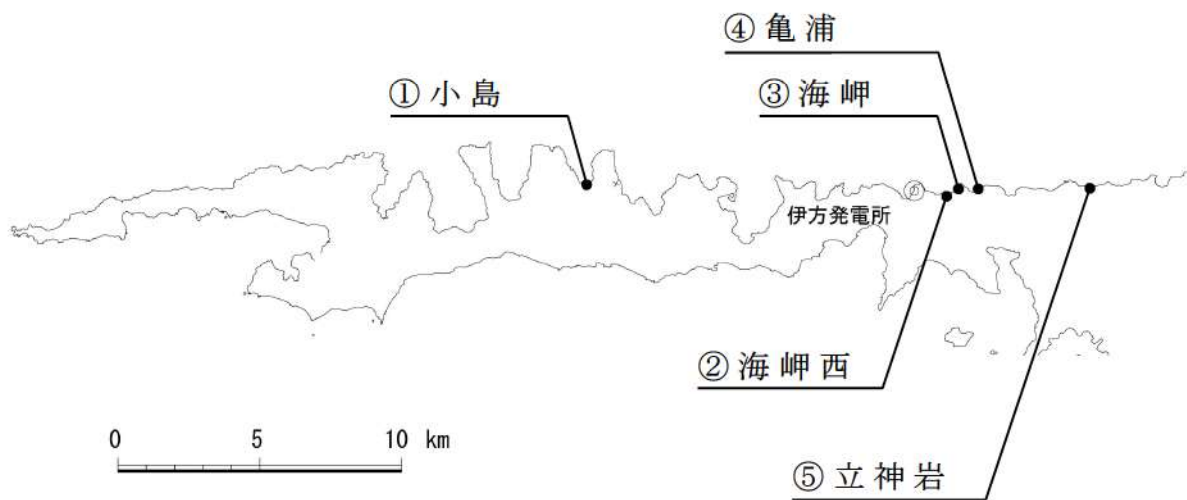 ④ 亀 浦
③ 海 岬
① 小 島
伊方発電所
② 海 岬 西
0 5 10 km
⑤ 立 神 岩